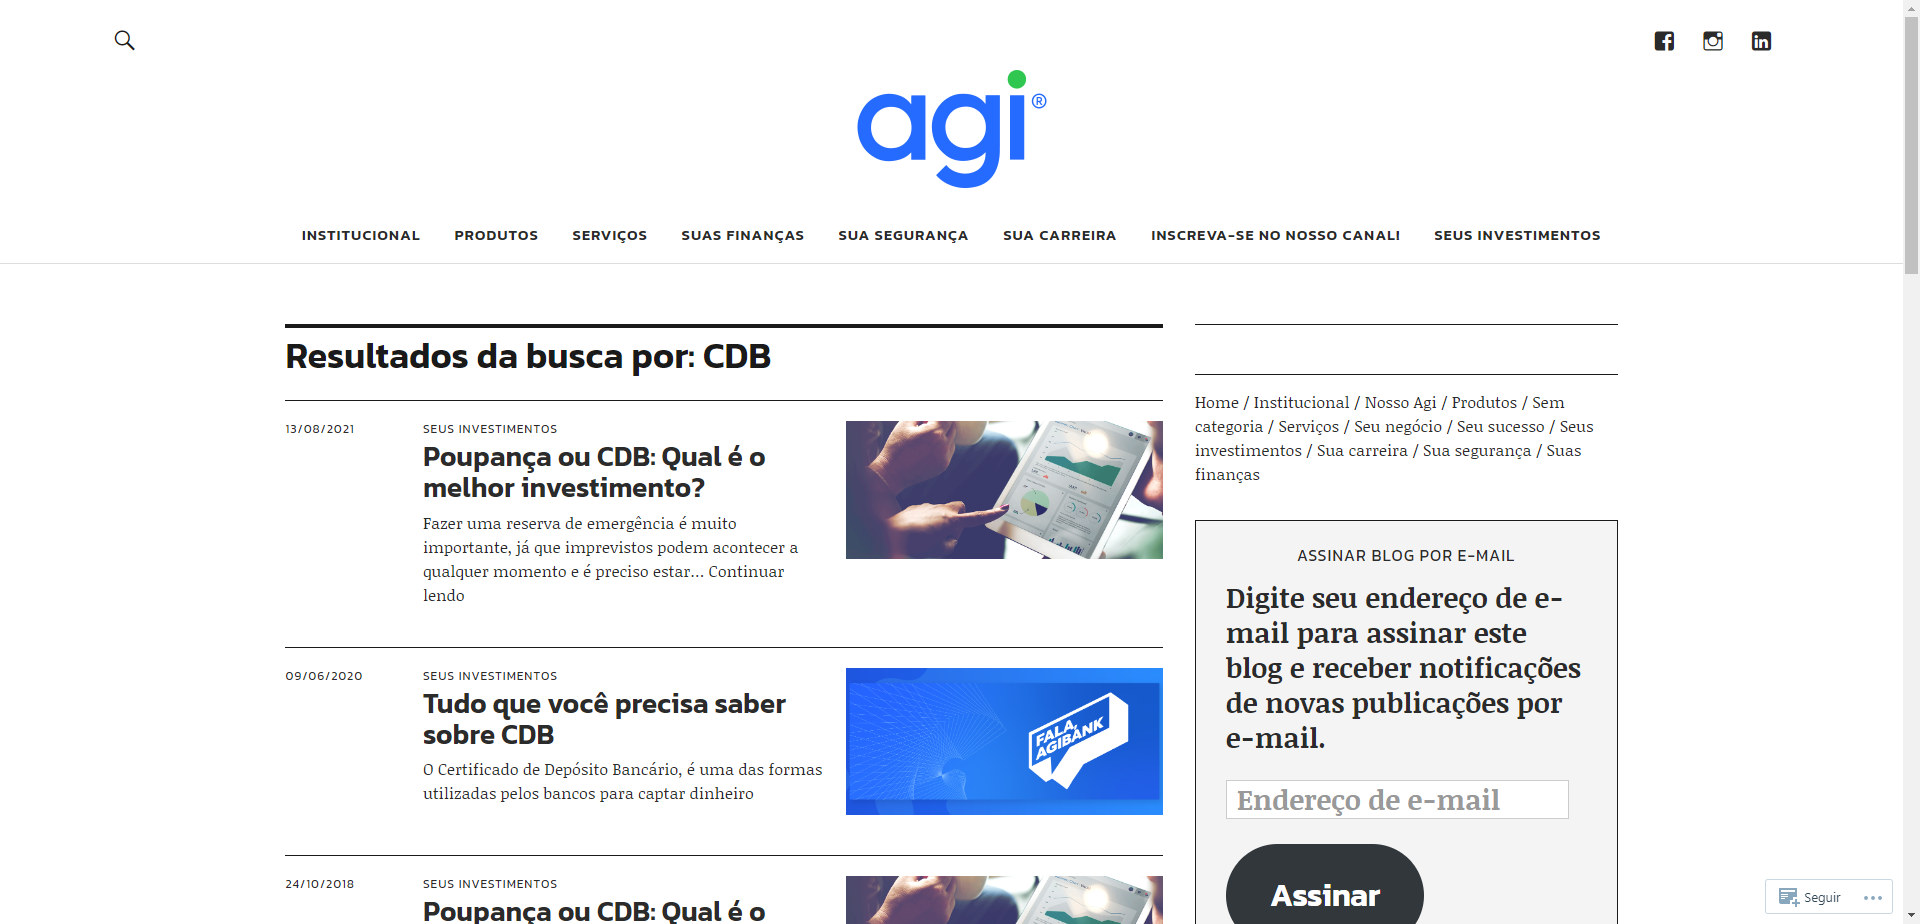 agi®
INSTITUCIONAL PRODUTOS SERVIÇOS SUAS FINANÇAS SUA SEGURANÇA SUA CARREIRA INSCREVA-SE NO NOSSO CANAL! SEUS INVESTIMENTOS
Resultados da busca por: CDB
13/08/2021
SEUS INVESTIMENTOS
Poupança ou CDB: Qual é o
melhor investimento?
Fazer uma reserva de emergência é muito
importante, já que imprevistos podem acontecer a
qualquer momento e é preciso estar… Continuar
lendo
09/06/2020
SEUS INVESTIMENTOS
Tudo que você precisa saber
sobre CDB
O Certificado de Depósito Bancário, é uma das formas
utilizadas pelos bancos para captar dinheiro
FALA,
AGIBANK
24/10/2018
SEUS INVESTIMENTOS
Poupança ou CDB: Qual é o
Home / Institucional / Nosso Agi / Produtos / Sem
categoria / Serviços / Seu negócio / Seu sucesso / Seus
investimentos / Sua carreira / Sua segurança / Suas
finanças
ASSINAR BLOG POR E-MAIL
Digite seu endereço de e-
mail para assinar este
blog e receber notificações
de novas publicações por
e-mail.
Endereço de e-mail
Assinar
Seguir